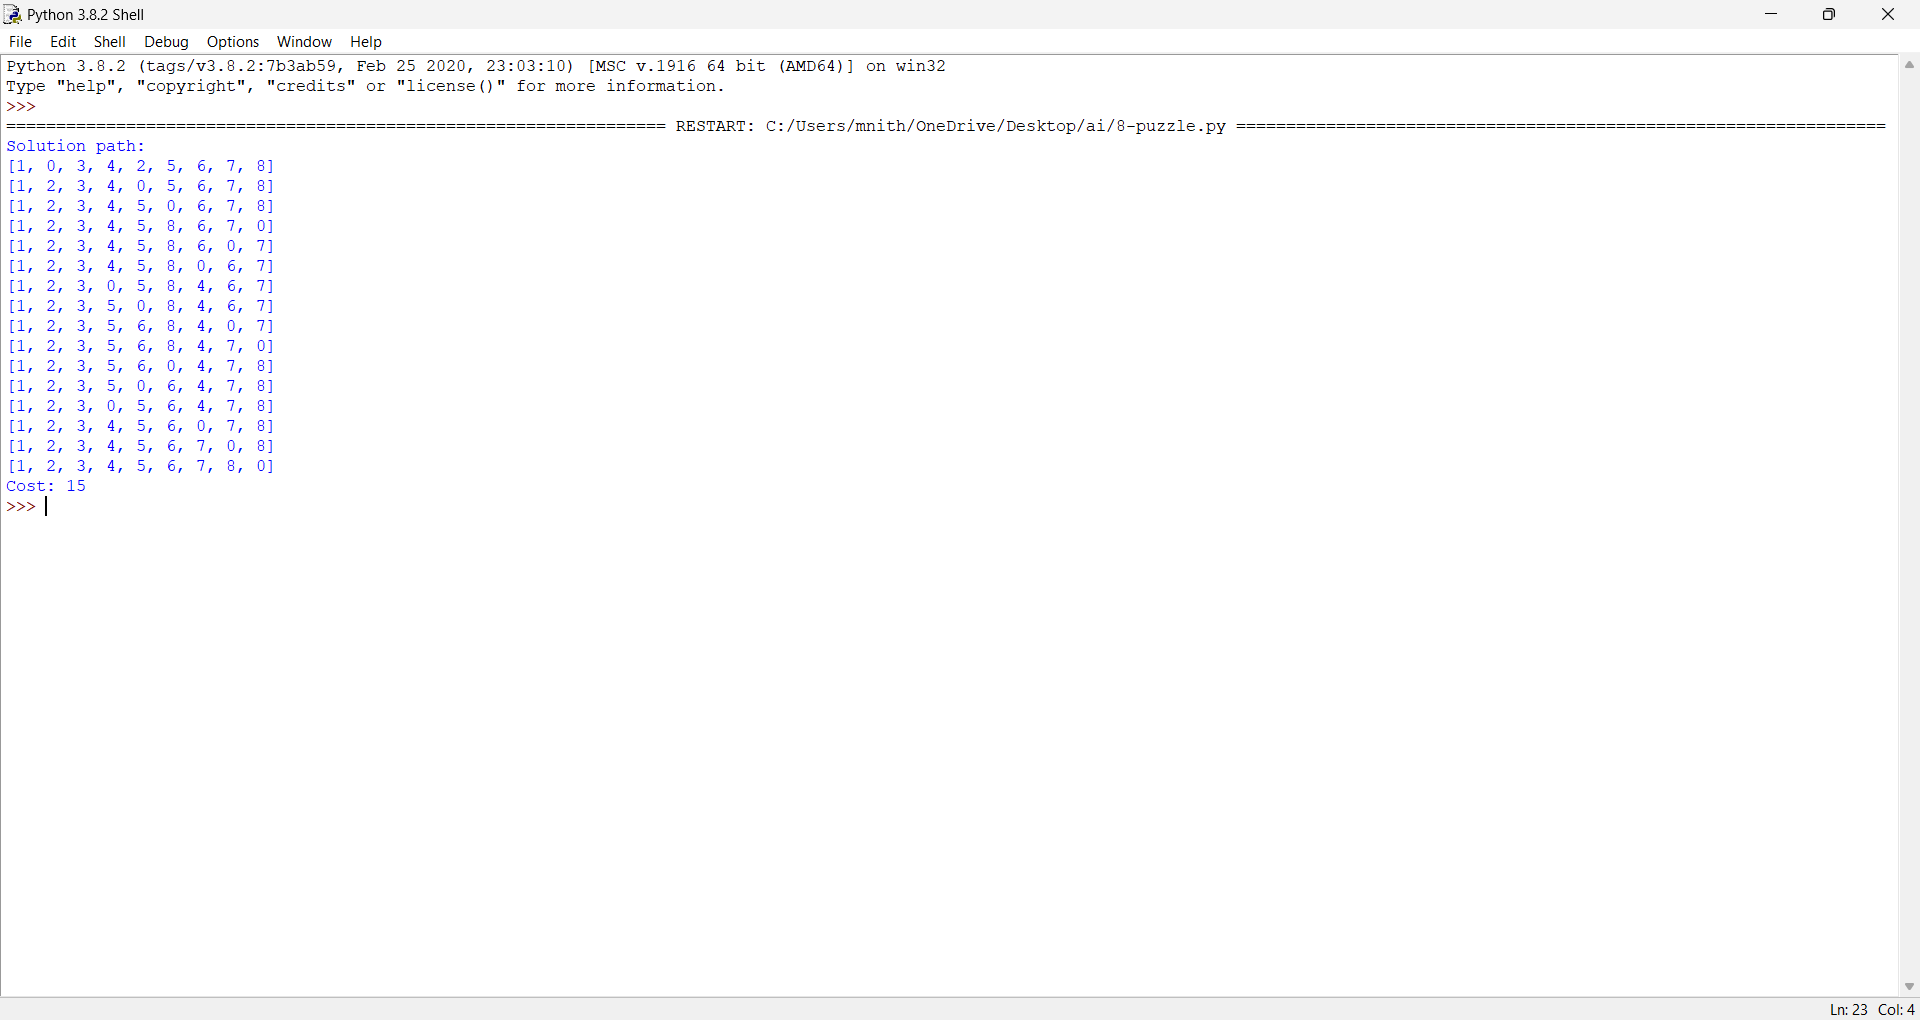 Python 3.8.2 Shell
File Edit Shell Debug Options Window Help
Python 3.8.2 (tags/v3.8.2:7b3ab59, Feb 25 2020, 23:03:10) [MSC v.1916 64 bit (AMD64)] on win32
Type "help", "copyright", "credits" or "license()" for more information.
>>>
================================================================== RESTART: C:/Users/mnith/OneDrive/Desktop/ai/8-puzzle.py =================================================================
Solution path:
[1, 0, 3, 4, 2, 5, 6, 7, 8]
[1, 2, 3, 4, 0, 5, 6, 7, 8]
[1, 2, 3, 4, 5, 0, 6, 7, 8]
[1, 2, 3, 4, 5, 8, 6, 7, 0]
[1, 2, 3, 4, 5, 8, 6, 0, 7]
[1, 2, 3, 4, 5, 8, 0, 6, 7]
[1, 2, 3, 0, 5, 8, 4, 6, 7]
[1, 2, 3, 5, 0, 8, 4, 6, 7]
[1, 2, 3, 5, 6, 8, 4, 0, 7]
[1, 2, 3, 5, 6, 8, 4, 7, 0]
[1, 2, 3, 5, 6, 0, 4, 7, 8]
[1, 2, 3, 5, 0, 6, 4, 7, 8]
[1, 2, 3, 0, 5, 6, 4, 7, 8]
[1, 2, 3, 4, 5, 6, 0, 7, 8]
[1, 2, 3, 4, 5, 6, 7, 0, 8]
[1, 2, 3, 4, 5, 6, 7, 8, 0]
Cost: 15
>>>
Ln: 23 Col: 4